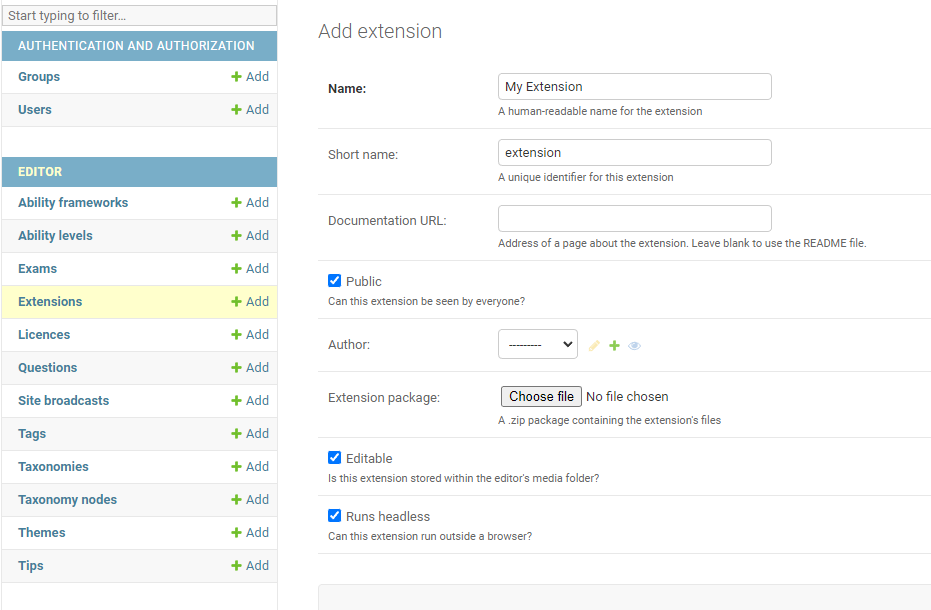 Start typing to filter...
AUTHENTICATION AND AUTHORIZATION
Groups + Add
Users + Add
EDITOR
Ability frameworks + Add
Ability levels + Add
Exams + Add
Extensions + Add
Licences + Add
Questions + Add
Site broadcasts + Add
Tags + Add
Taxonomies + Add
Taxonomy nodes + Add
Themes + Add
Tips + Add
Add extension
Name: My Extension
A human-readable name for the extension
Short name: extension
A unique identifier for this extension
Documentation URL:
Address of a page about the extension. Leave blank to use the README file.
Public
Can this extension be seen by everyone?
Author: ---------
Extension package: Choose file No file chosen
A .zip package containing the extension's files
Editable
Is this extension stored within the editor's media folder?
Runs headless
Can this extension run outside a browser?